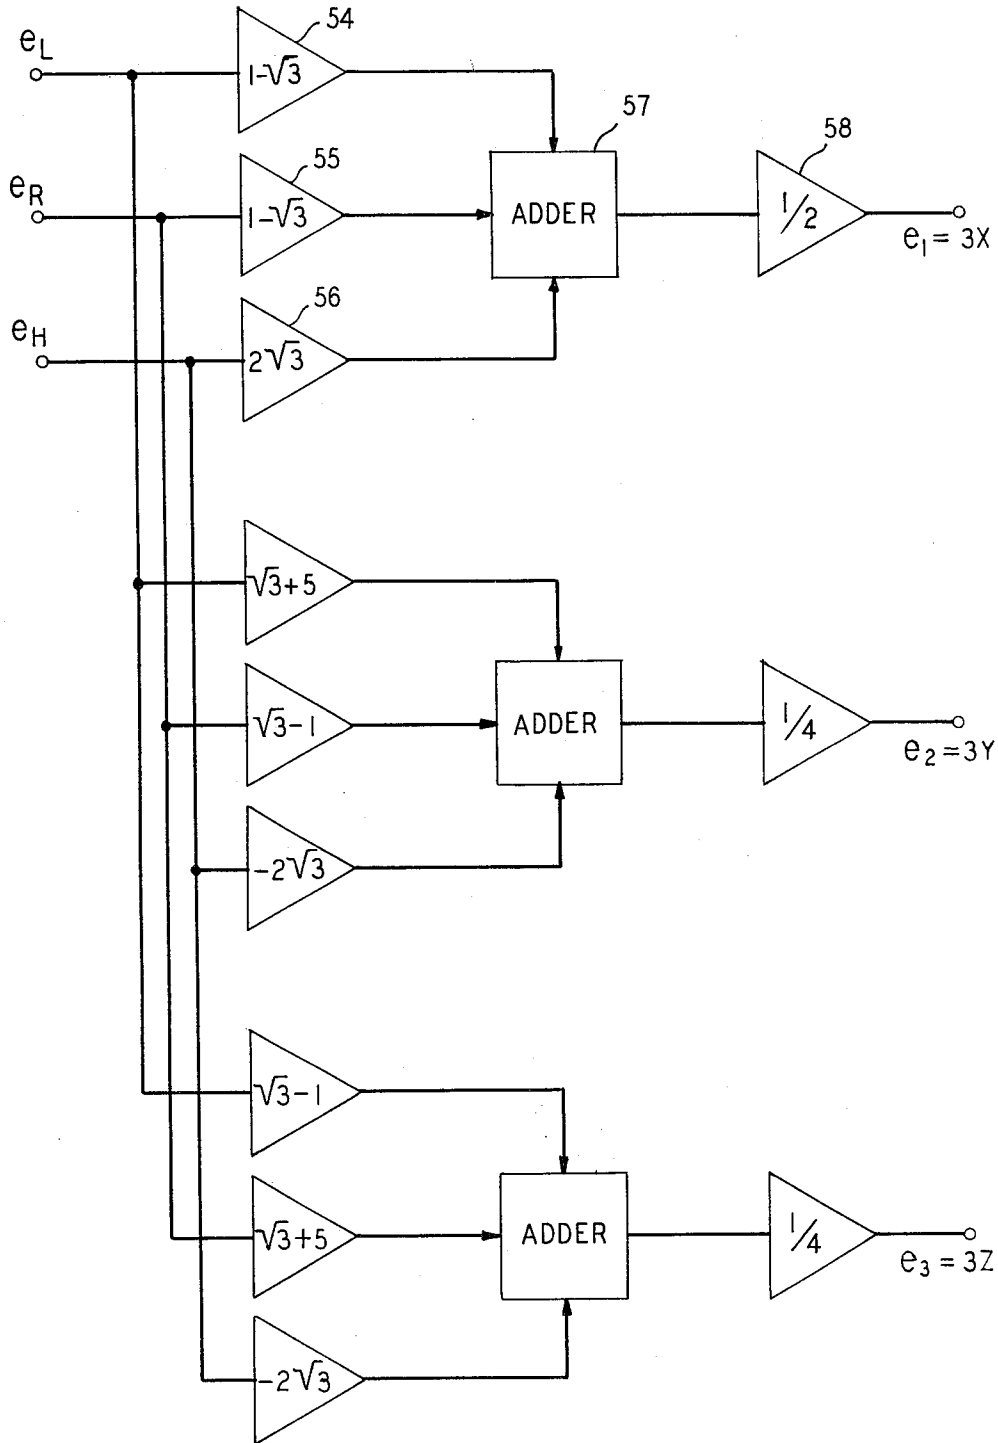 54
e_L
1-√3
57
58
55
e_R
1-√3
ADDER
1/2
e_1 = 3X
56
e_H
2√3
√3+5
√3-1
ADDER
1/4
e_2 = 3Y
-2√3
√3-1
√3+5
ADDER
1/4
e_3 = 3Z
-2√3